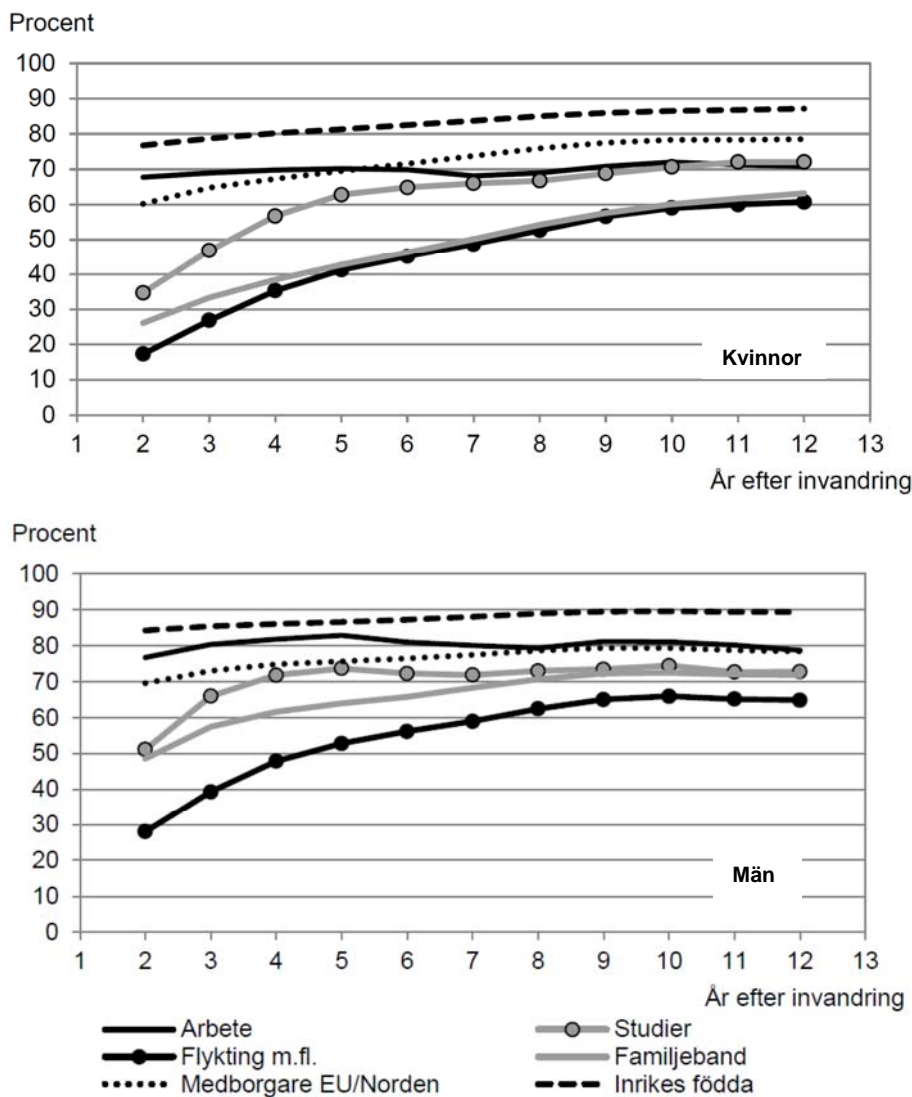 Procent
100
90
80
70
60
50
40
30
20
10
0
Kvinnor
1 2 3 4 5 6 7 8 9 10 11 12 13
År efter invandring
Procent
100
90
80
70
60
50
40
30
20
10
0
Män
1 2 3 4 5 6 7 8 9 10 11 12 13
År efter invandring
Arbete Studier
Flykting m.fl. Familjeband
Medborgare EU/Norden Inrikes födda